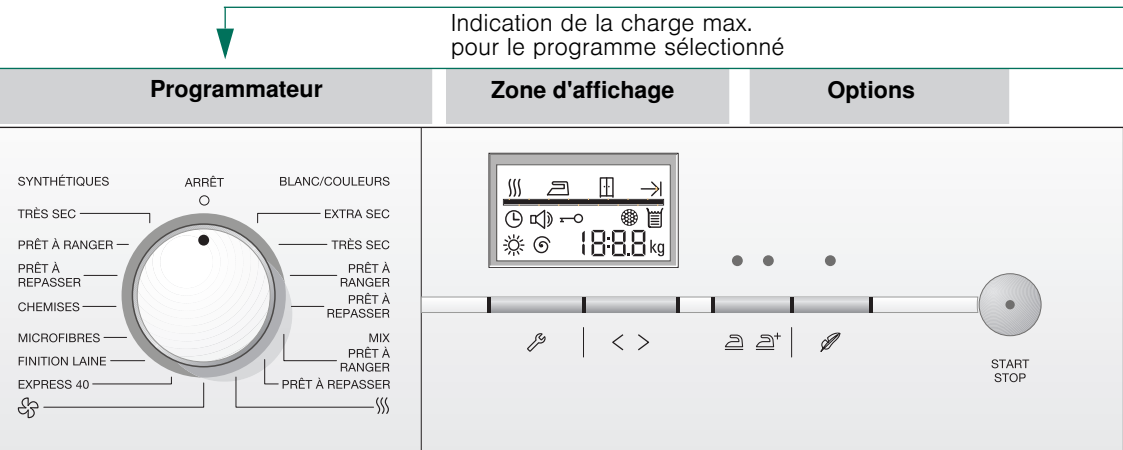 Indication de la charge max.
pour le programme sélectionné
Programmateur
Zone d'affichage
Options
SYNTHÉTIQUES
ARRÊT
BLANC/COULEURS
TRÈS SEC
PRÊT À RANGER
PRÊT À
REPASSER
CHEMISES
MICROFIBRES
FINITION LAINE
EXPRESS 40
EXTRA SEC
TRÈS SEC
PRÊT À
RANGER
PRÊT À
REPASSER
MIX
PRÊT À
RANGER
PRÊT À REPASSER
18:8.8 kg
START
STOP